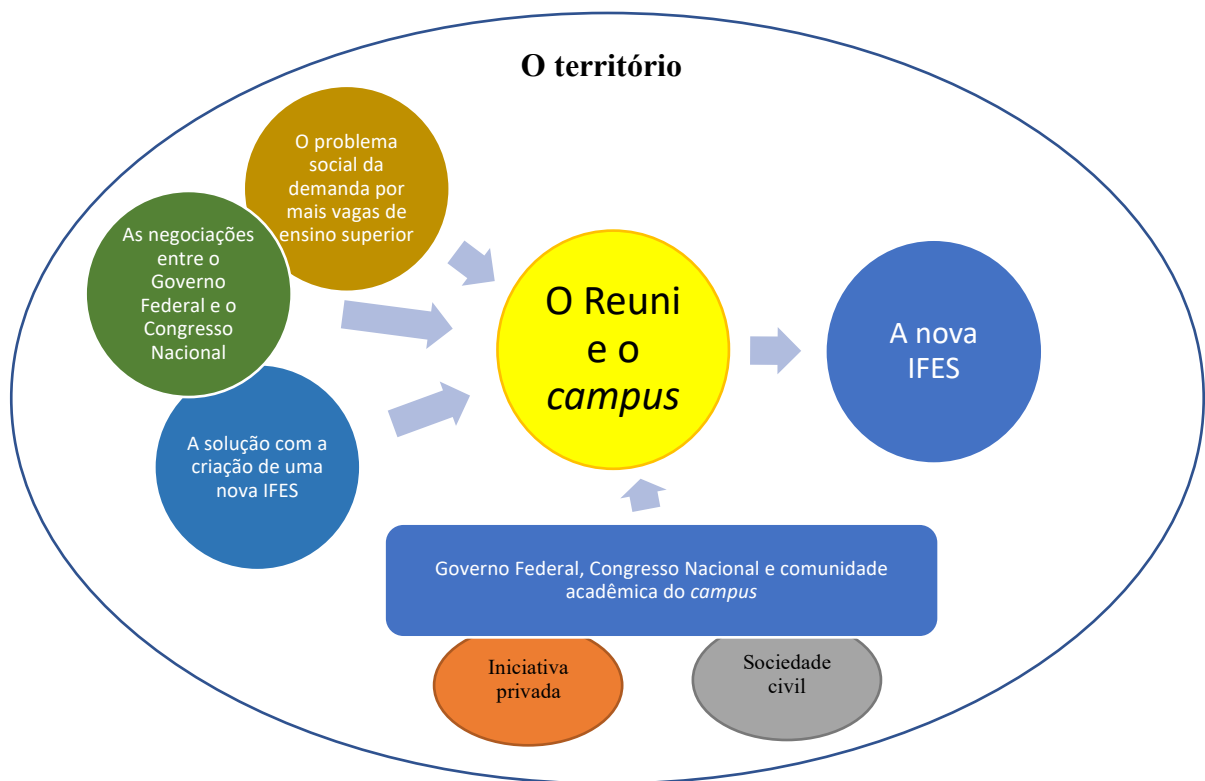 O território
O problema
social da
demanda por
mais vagas de
ensino superior
As negociações
entre o
Governo
Federal e o
Congresso
Nacional
A solução com a
criação de uma
nova IFES
O Reuni
e o
campus
A nova
IFES
Governo Federal, Congresso Nacional e comunidade
acadêmica do campus
Iniciativa
privada
Sociedade
civil